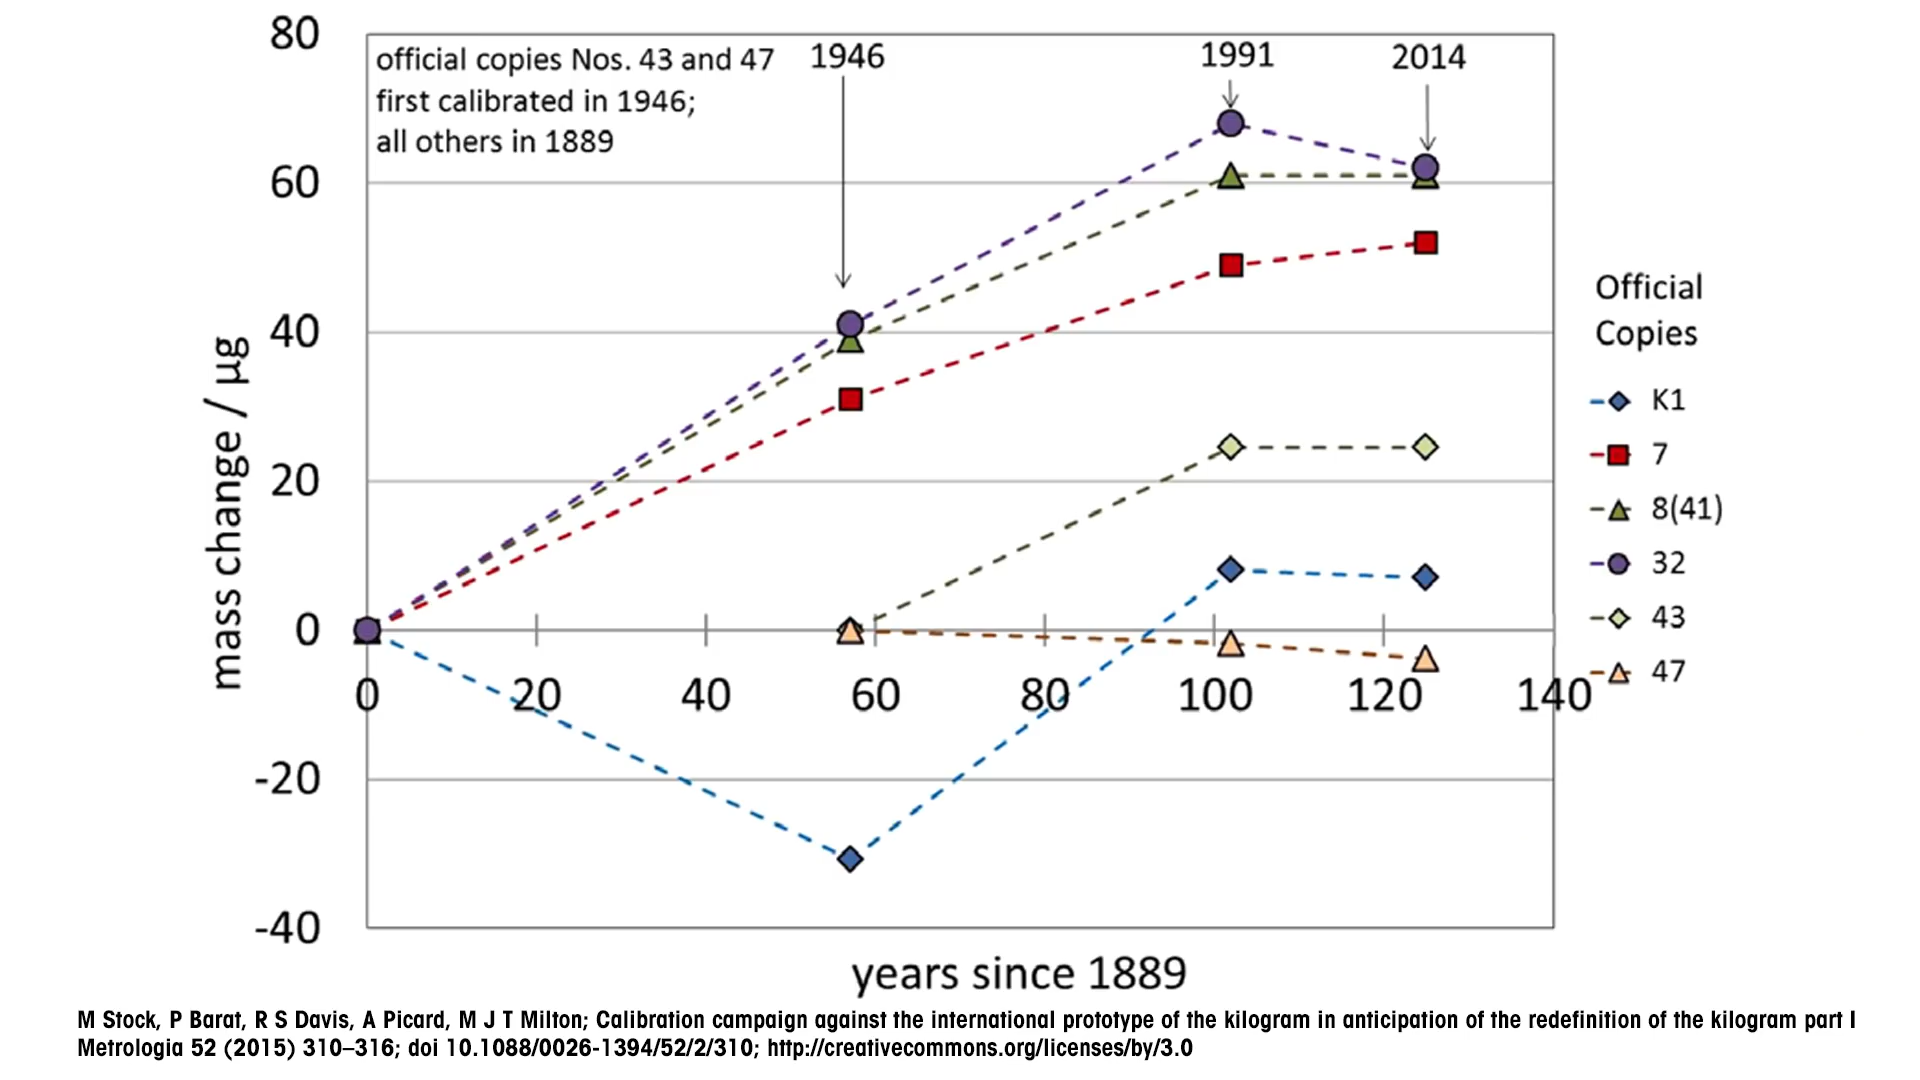 80
official copies Nos. 43 and 47
first calibrated in 1946;
all others in 1889
1946
1991
2014
60
40
20
0
-20
-40
mass change / µg
0 20 40 60 80 100 120 140
years since 1889
Official
Copies
K1
7
8(41)
32
43
47
M Stock, P Barat, R S Davis, A Picard, M J T Milton; Calibration campaign against the international prototype of the kilogram in anticipation of the redefinition of the kilogram part I
Metrologia 52 (2015) 310–316; doi 10.1088/0026-1394/52/2/310; http://creativecommons.org/licenses/by/3.0